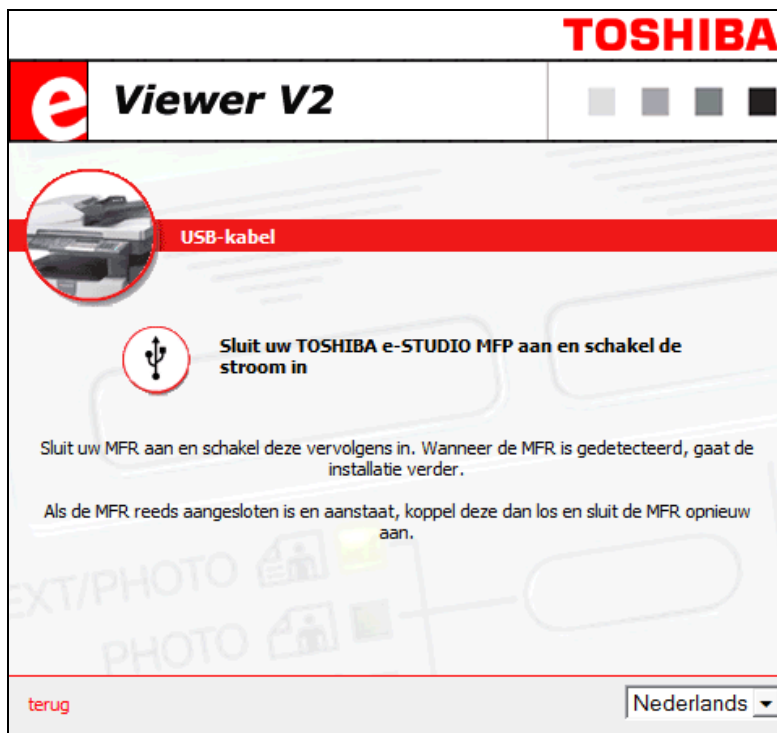 TOSHIBA
e Viewer V2
USB-kabel
Sluit uw TOSHIBA e-STUDIO MFP aan en schakel de
stroom in
Sluit uw MFR aan en schakel deze vervolgens in. Wanneer de MFR is gedetecteerd, gaat de
installatie verder.
Als de MFR reeds aangesloten is en aanstaat, koppel deze dan los en sluit de MFR opnieuw
aan.
EXT/PHOTO
PHOTO
terug
Nederlands